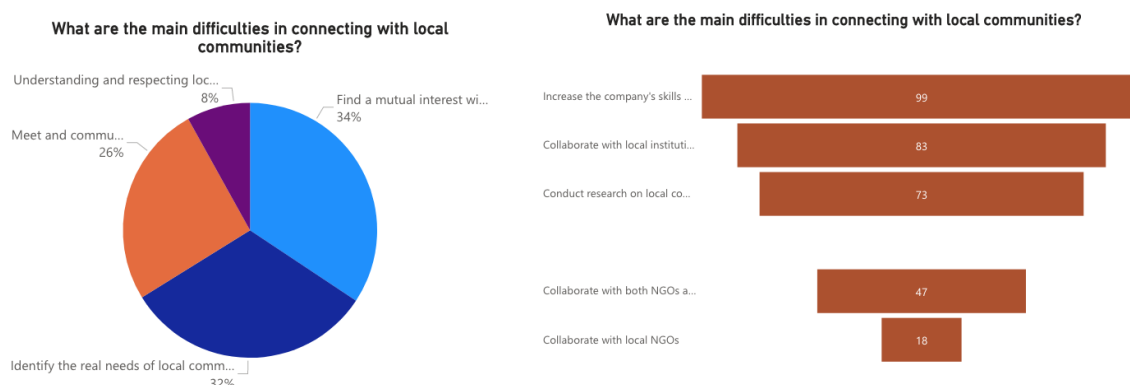 What are the main difficulties in connecting with local
communities?
Understanding and respecting loc...
8%
Find a mutual interest wi...
34%
Meet and commu...
26%
Identify the real needs of local comm...
32%
What are the main difficulties in connecting with local communities?
Increase the company's skills ...
99
Collaborate with local instituti...
83
Conduct research on local co...
73
Collaborate with both NGOs a...
47
Collaborate with local NGOs
18